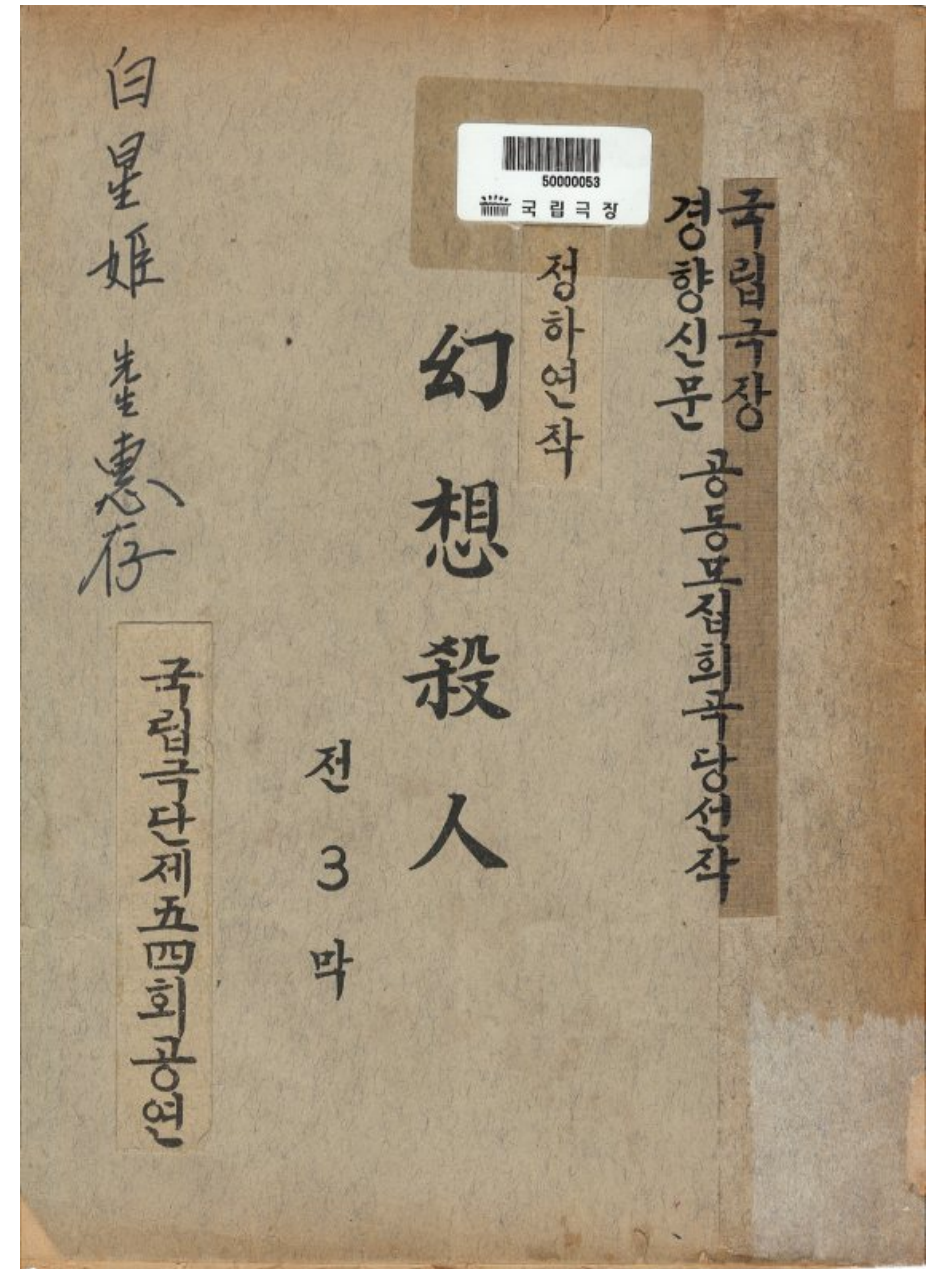 국립극장
경향신문
공동모집희곡당선작
50000053
국립극장
정하연작
幻想殺人
전3막
국립극단제五四회공연
白星姬 先生 惠存